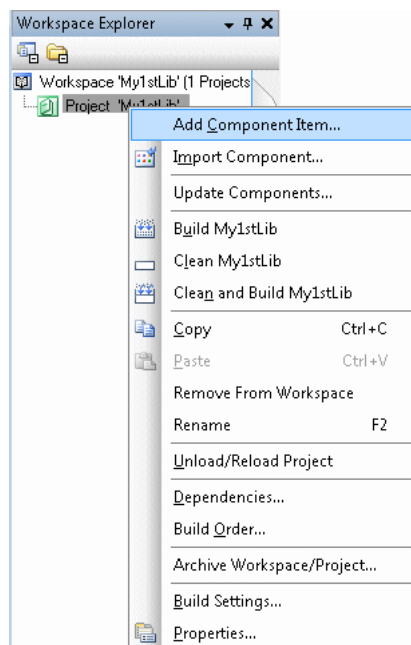 Workspace Explorer
Workspace 'My1stLib' (1 Projects
Project 'My1stLib'
Add Component Item...
Import Component...
Update Components...
Build My1stLib
Clean My1stLib
Clean and Build My1stLib
Copy Ctrl+C
Paste Ctrl+V
Remove From Workspace
Rename F2
Unload/Reload Project
Dependencies...
Build Order...
Archive Workspace/Project...
Build Settings...
Properties...